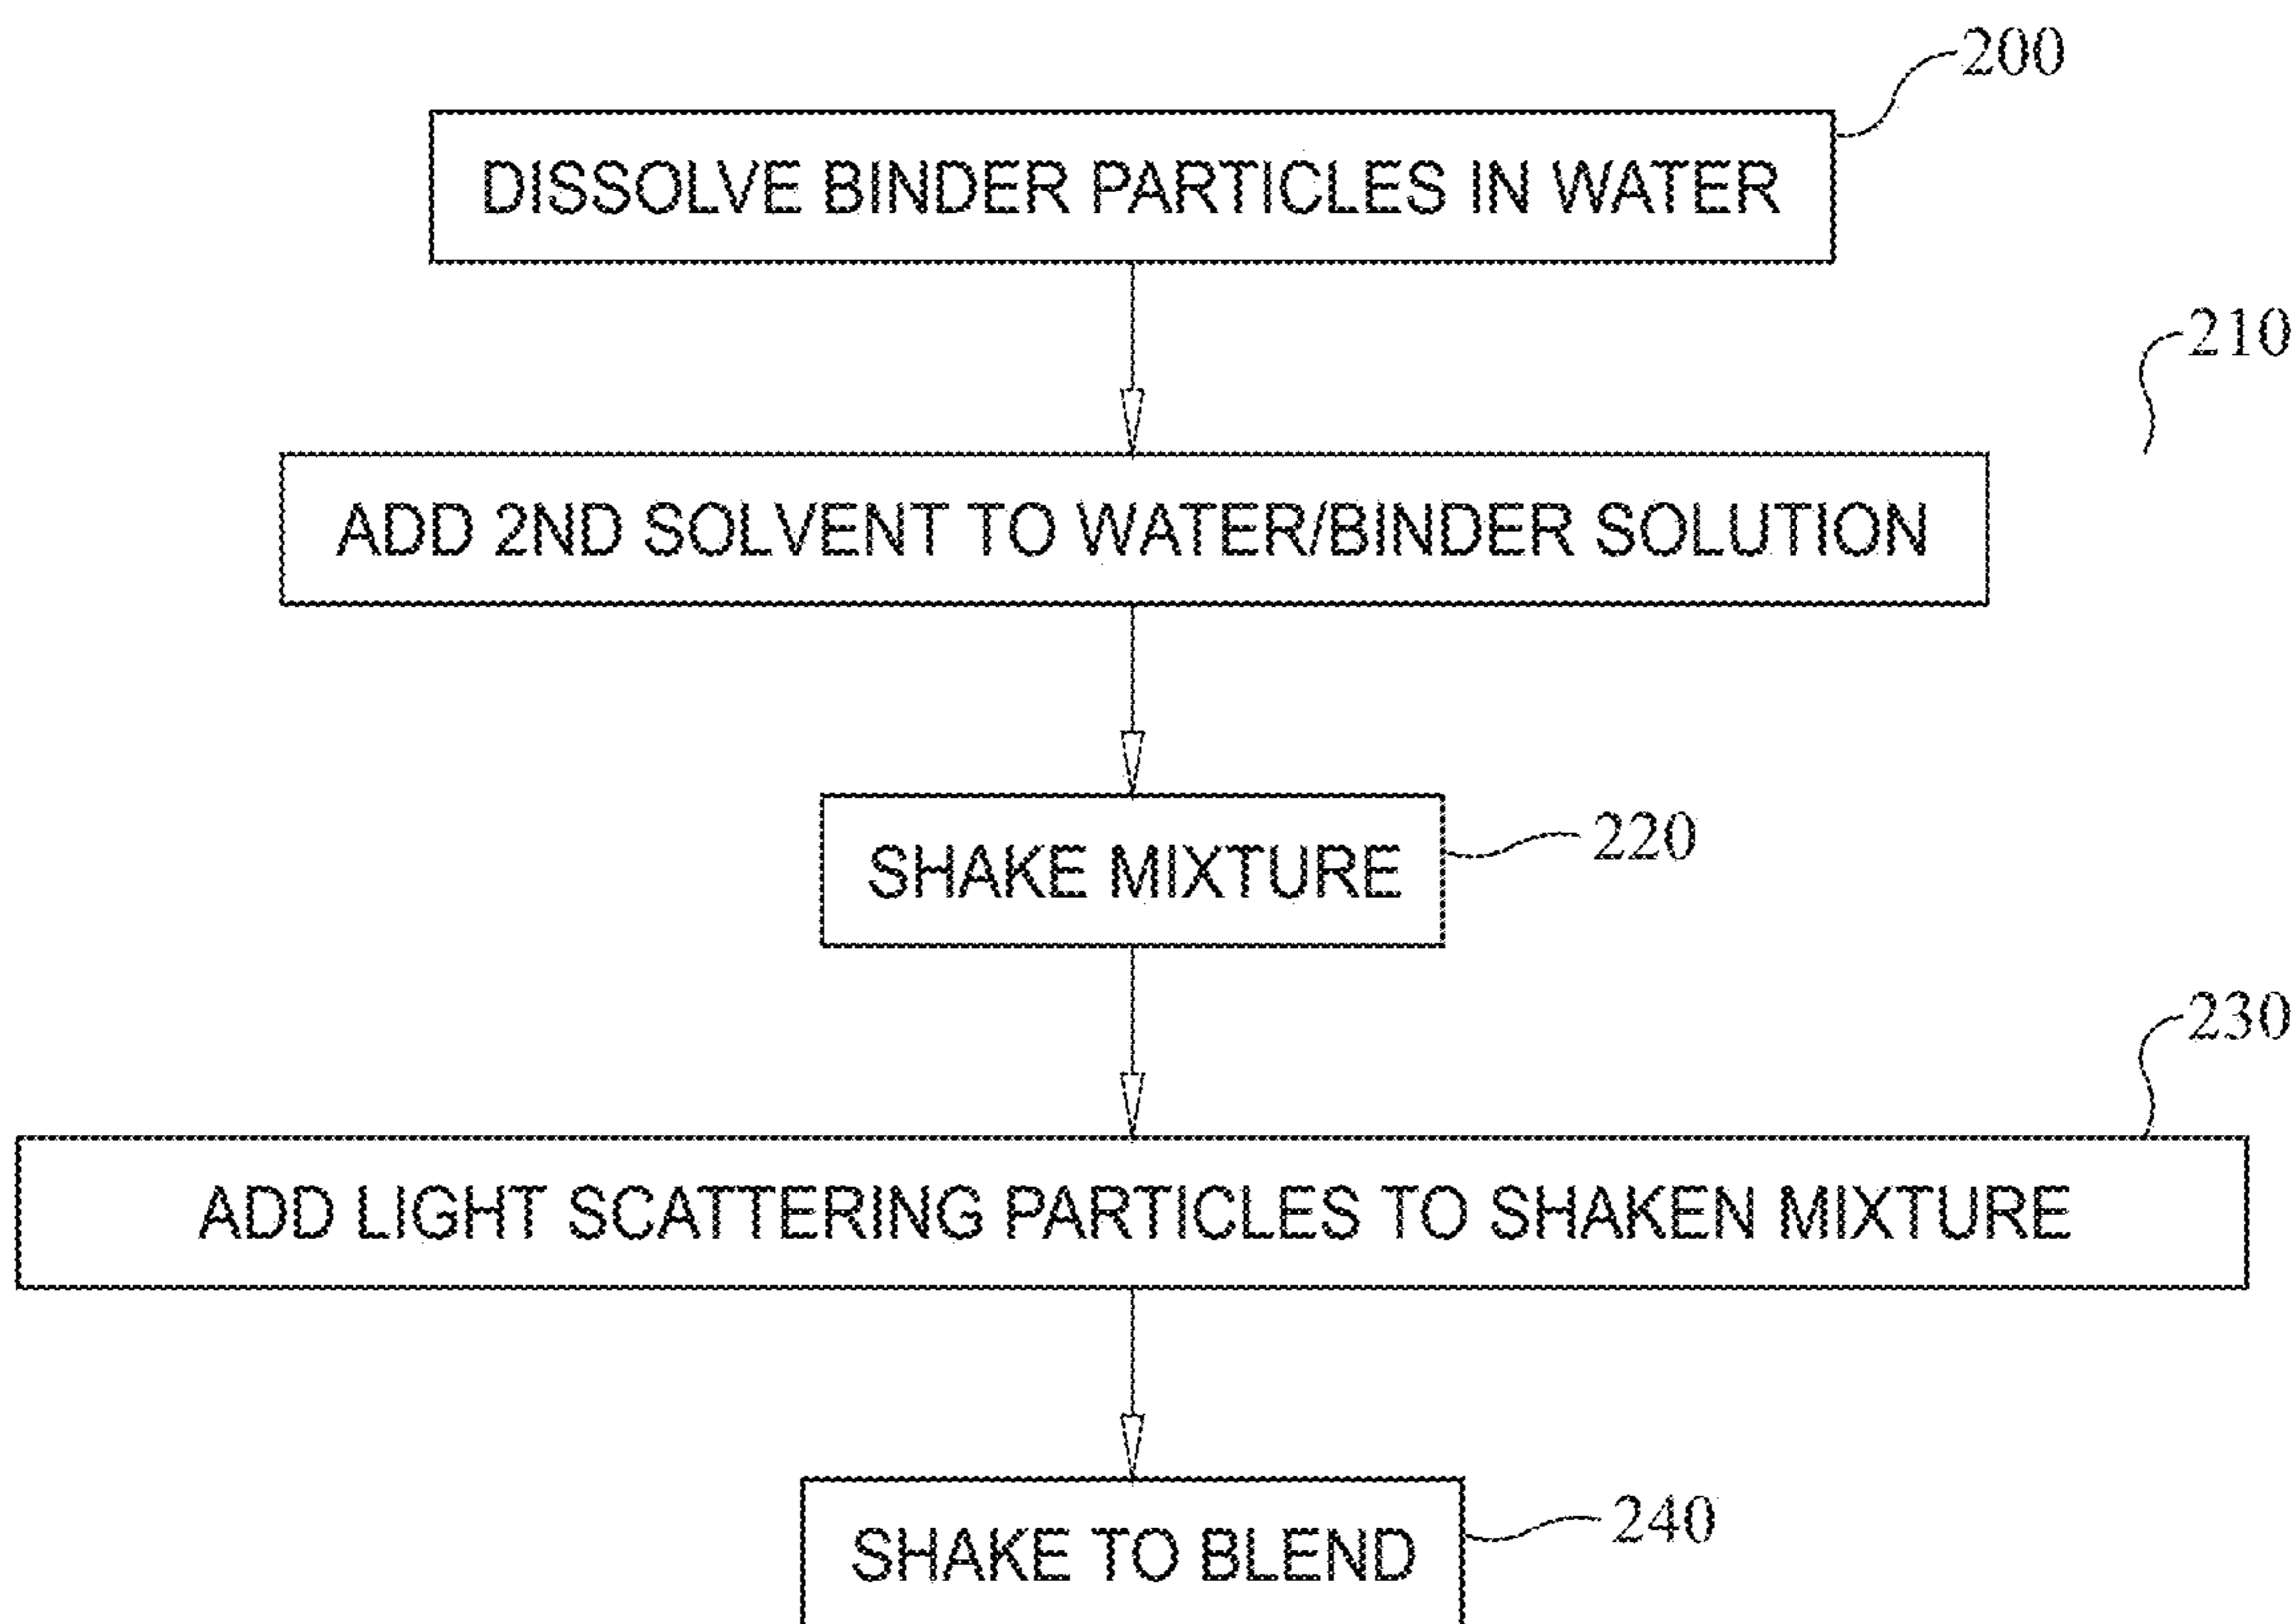 200
DISSOLVE BINDER PARTICLES IN WATER
210
ADD 2ND SOLVENT TO WATER/BINDER SOLUTION
SHAKE MIXTURE
220
230
ADD LIGHT SCATTERING PARTICLES TO SHAKEN MIXTURE
SHAKE TO BLEND
240